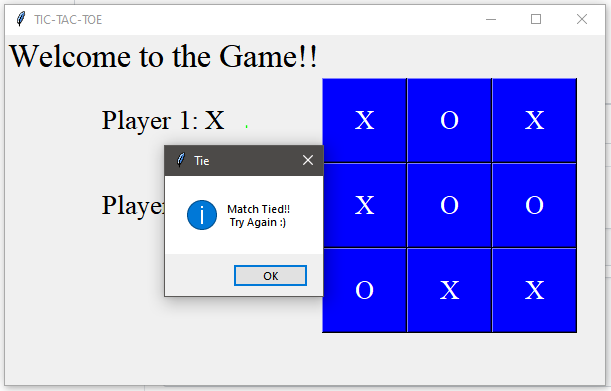 TIC-TAC-TOE
Welcome to the Game!!
Player 1: X
X O X
Tie
Player
X O O
Match Tied!!
Try Again :)
OK
O X X